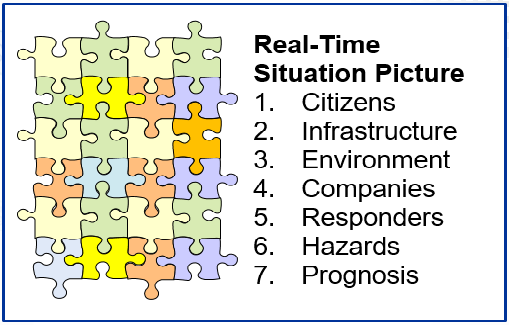 Real-Time
Situation Picture
1. Citizens
2. Infrastructure
3. Environment
4. Companies
5. Responders
6. Hazards
7. Prognosis